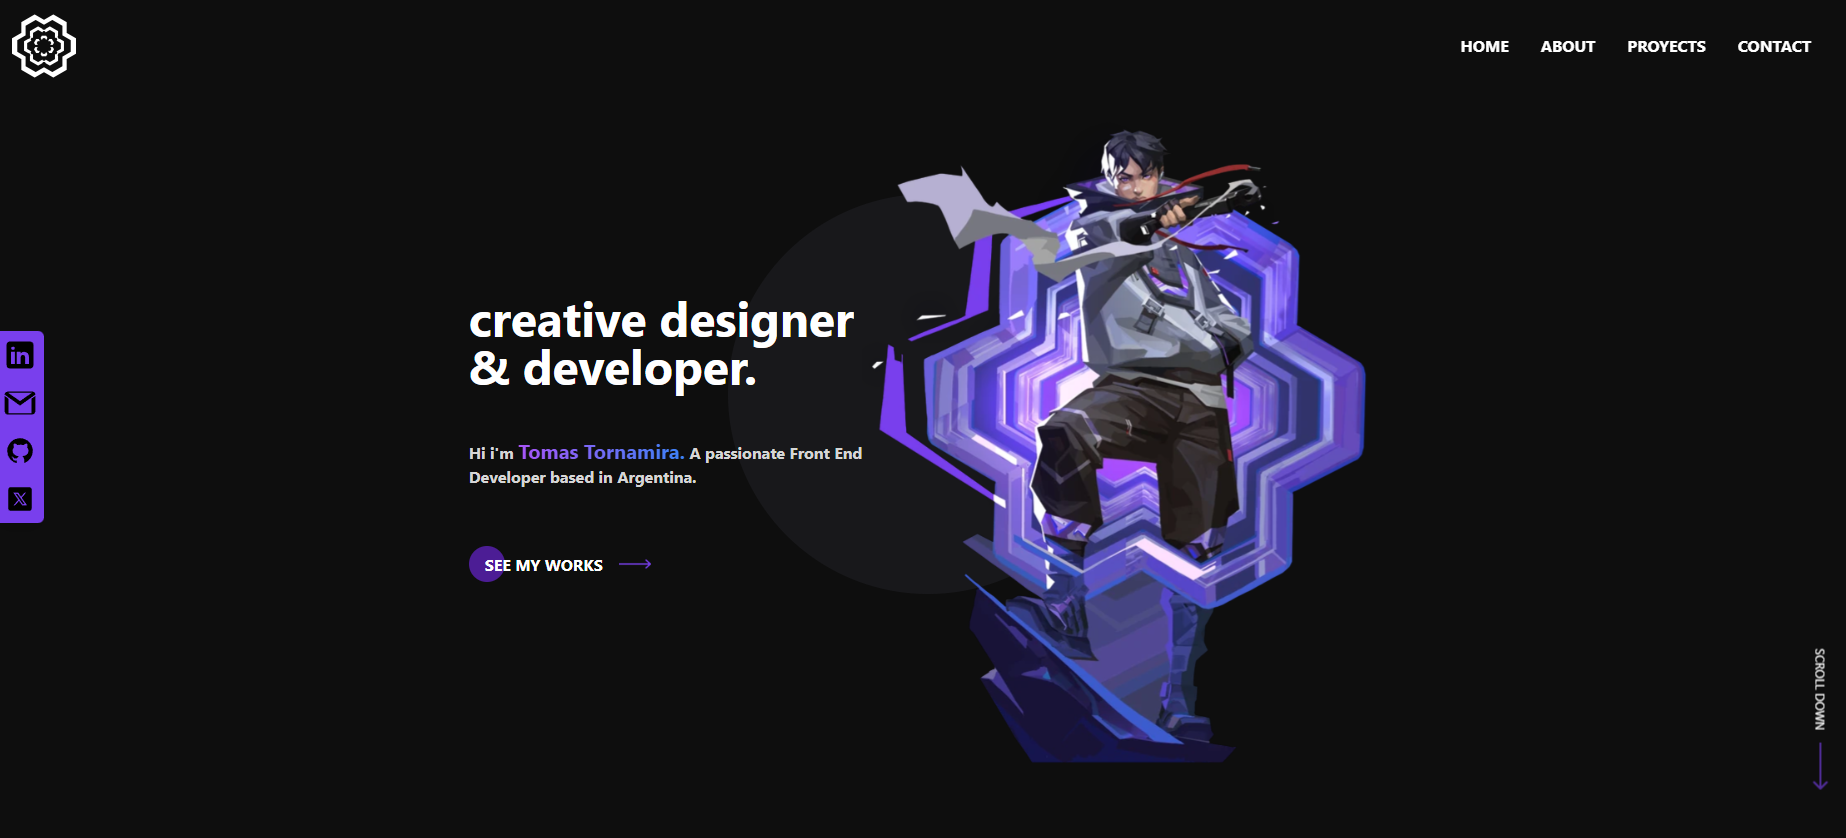 HOME ABOUT PROYECTS CONTACT
creative designer
& developer.
in
Hi i'm Tomas Tornamira. A passionate Front End
Developer based in Argentina.
SEE MY WORKS
SCROLL DOWN